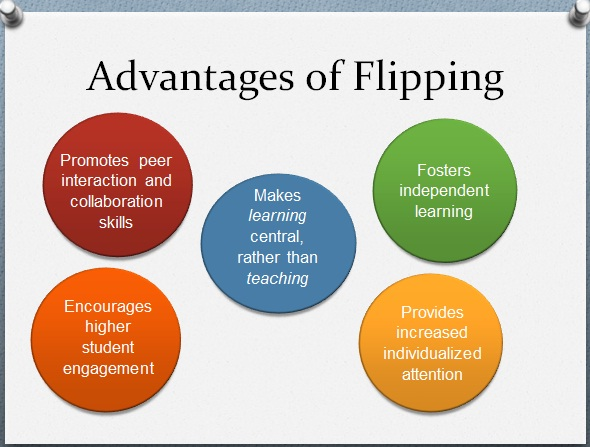 Advantages of Flipping
Promotes peer
interaction and
collaboration
skills
Makes
learning
central,
rather than
teaching
Fosters
independent
learning
Encourages
higher
student
engagement
Provides
increased
individualized
attention